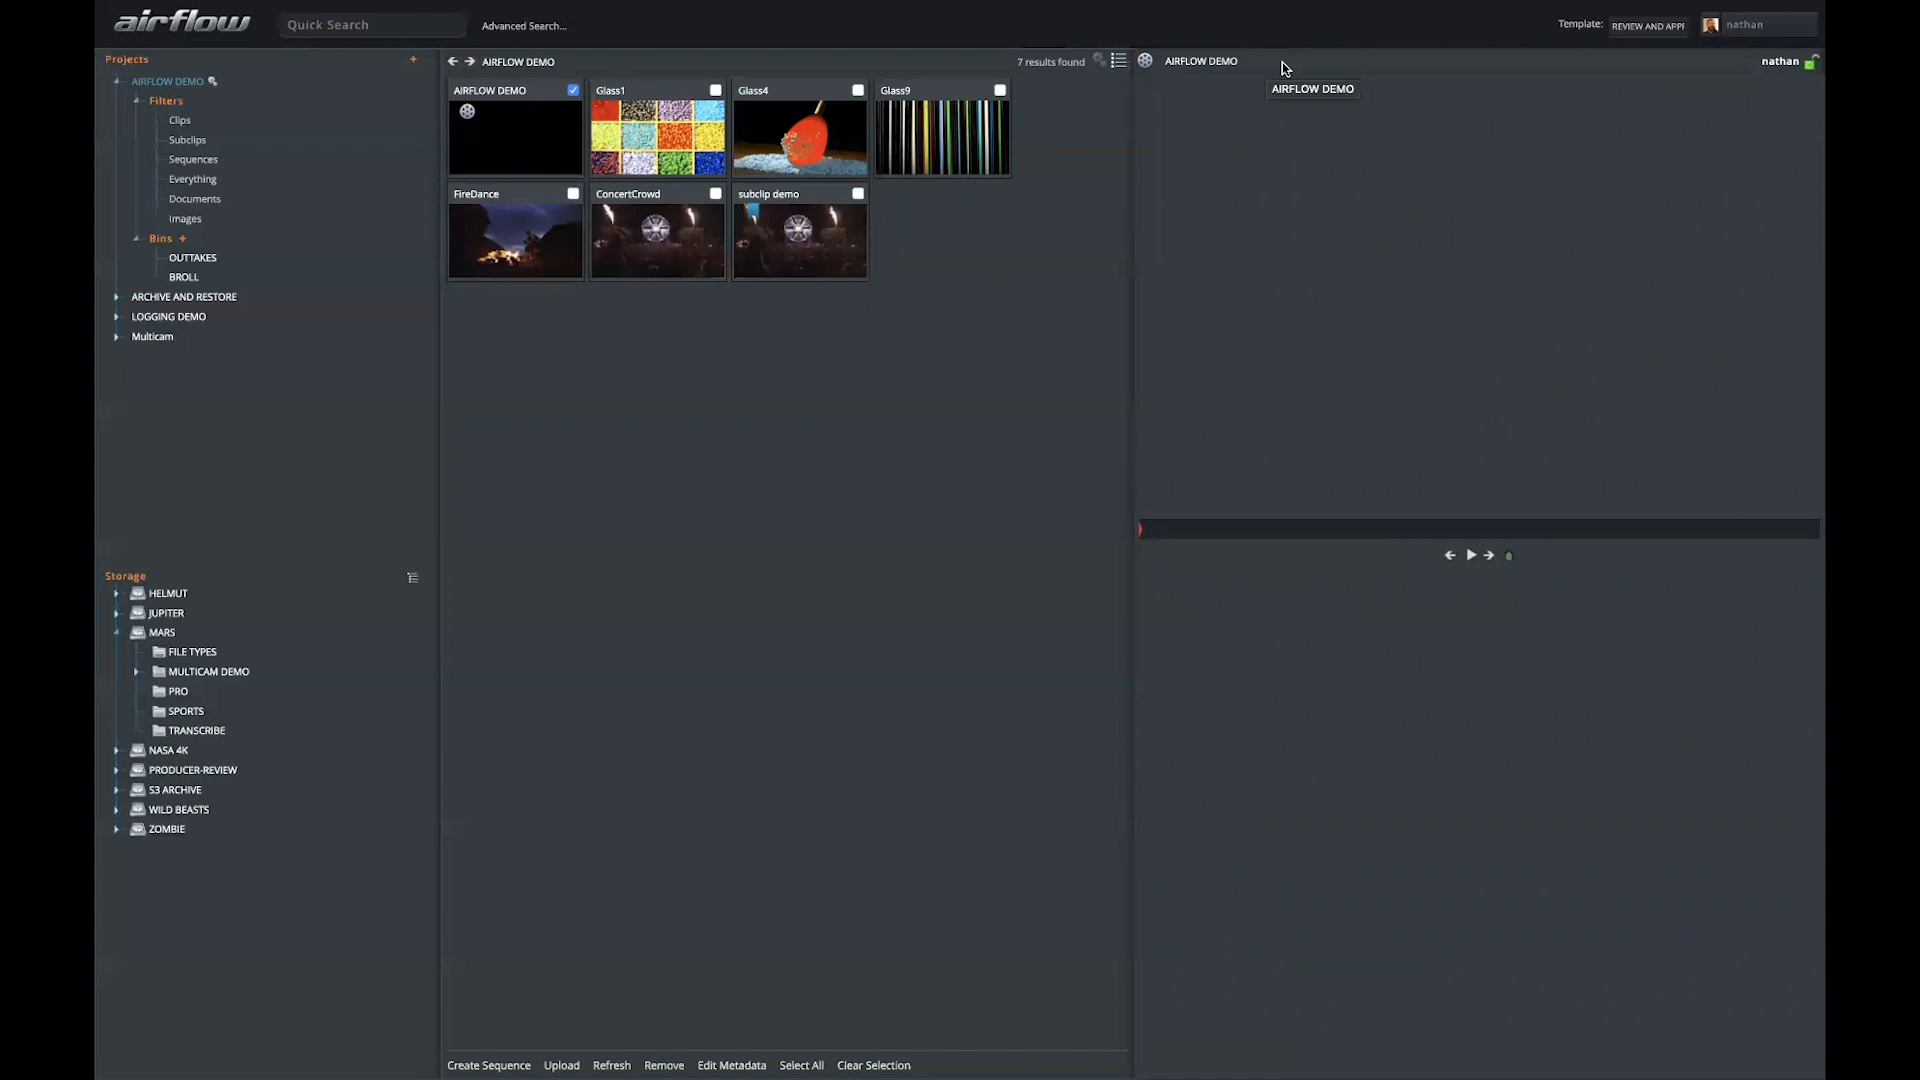 airflow
Quick Search
Advanced Search...
Template:
REVIEW AND APPR
nathan
Projects +
AIRFLOW DEMO
Filters
Clips
Subclips
Sequences
Everything
Documents
Images
Bins +
OUTTAKES
BROLL
ARCHIVE AND RESTORE
LOGGING DEMO
Multicam
Storage
HELMUT
JUPITER
MARS
FILE TYPES
MULTICAM DEMO
PRO
SPORTS
TRANSCRIBE
NASA 4K
PRODUCER-REVIEW
S3 ARCHIVE
WILD BEASTS
ZOMBIE
AIRFLOW DEMO
7 results found
AIRFLOW DEMO
Glass1
Glass4
Glass9
FireDance
ConcertCrowd
subclip demo
Create Sequence
Upload
Refresh
Remove
Edit Metadata
Select All
Clear Selection
AIRFLOW DEMO
nathan
AIRFLOW DEMO